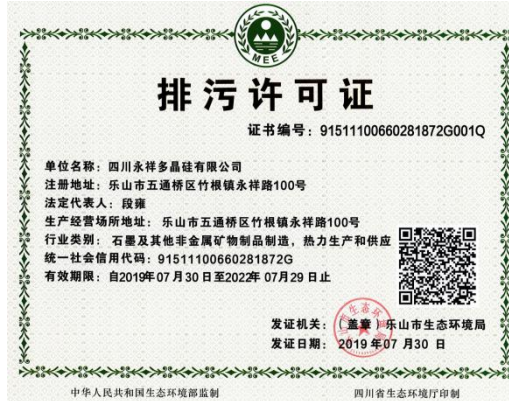 MEE
排污许可证
证书编号：91511100660281872G001Q
单位名称：四川永祥多晶硅有限公司
注册地址：乐山市五通桥区竹根镇永祥路100号
法定代表人：段雍
生产经营场所地址：乐山市五通桥区竹根镇永祥路100号
行业类别：石墨及其他非金属矿物制品制造，热力生产和供应
统一社会信用代码：91511100660281872G
有效期限：自2019年07月30日至2022年07月29日止
发证机关：（盖章）乐山市生态环境局
发证日期：2019年07月30日
中华人民共和国生态环境部监制
四川省生态环境厅印制